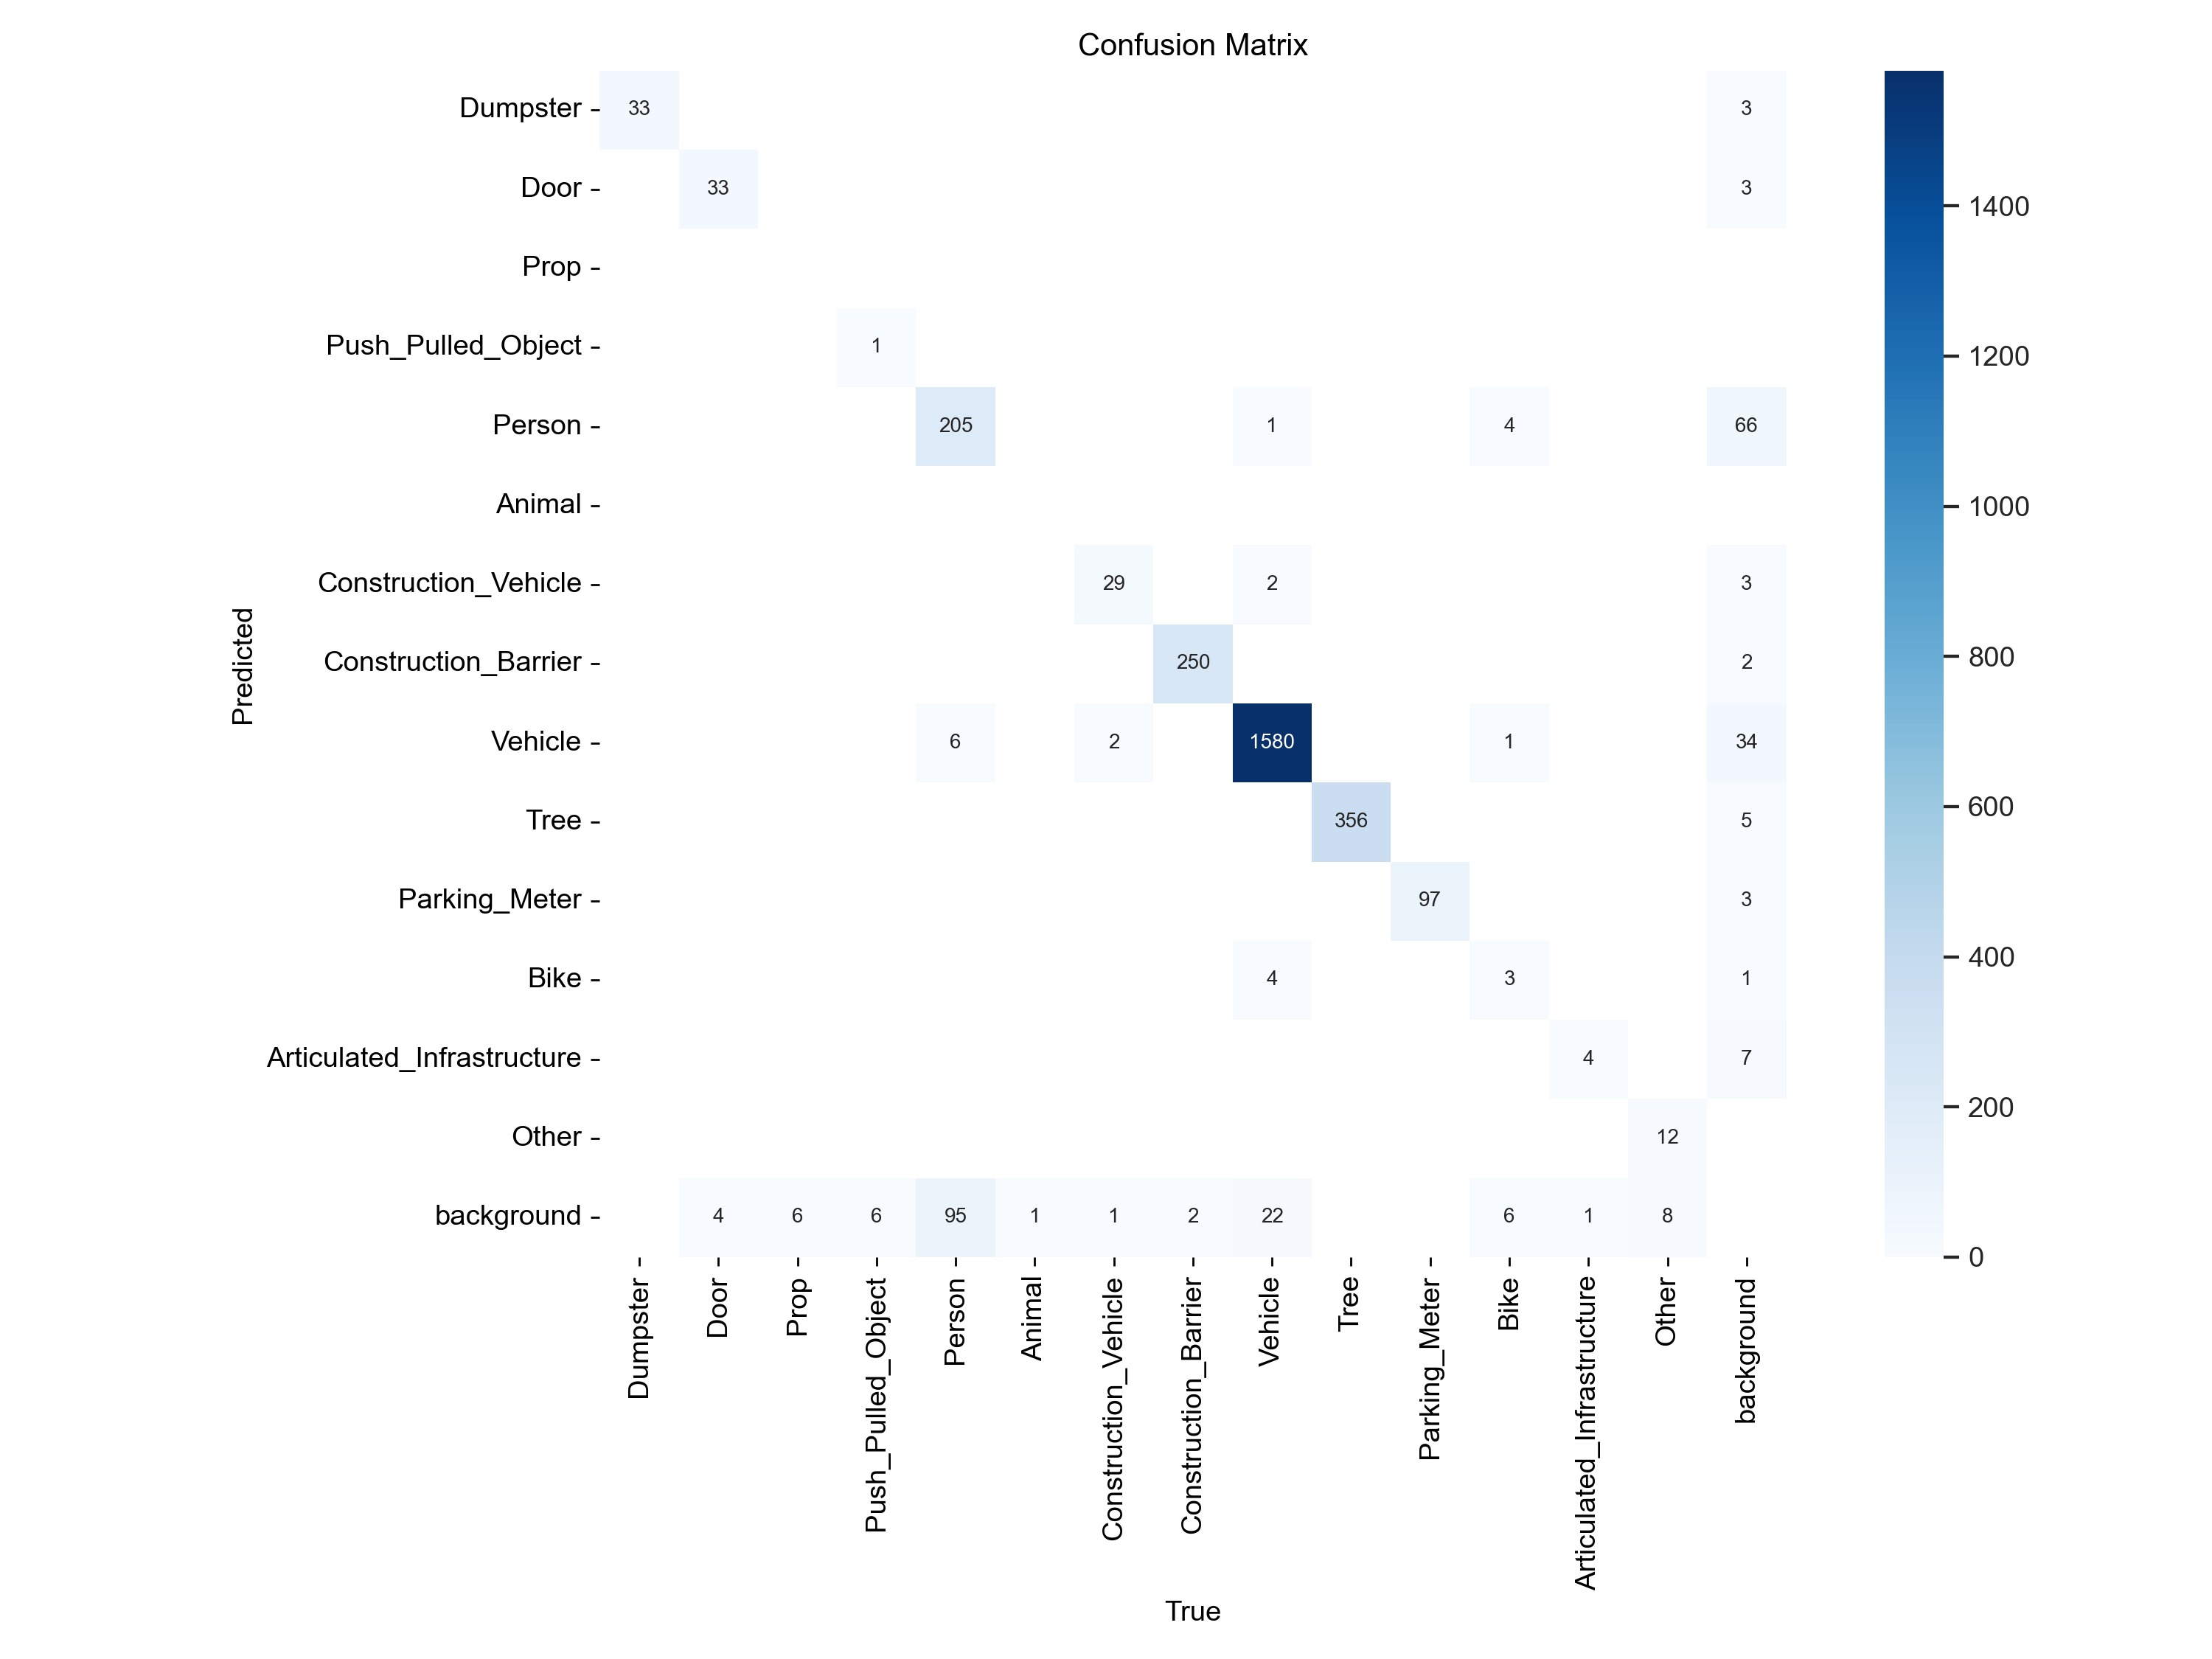 Confusion Matrix
Dumpster 33 3
Door 33 3
Prop
Push_Pulled_Object 1
Person 205 1 4 66
Animal
Construction_Vehicle 29 2 3
Construction_Barrier 250 2
Vehicle 6 2 1580 1 34
Tree 356 5
Parking_Meter 97 3
Bike 4 3 1
Articulated_Infrastructure 4 7
Other 12
background 4 6 6 95 1 1 2 22 6 1 8
Predicted
Dumpster
Door
Prop
Push_Pulled_Object
Person
Animal
Construction_Vehicle
Construction_Barrier
Vehicle
Tree
Parking_Meter
Bike
Articulated_Infrastructure
Other
background
True
1400
1200
1000
800
600
400
200
0